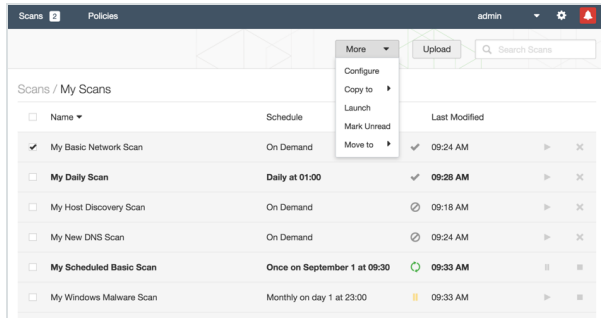 Scans 2 Policies admin
More Upload Search Scans
Configure
Copy to
Launch
Mark Unread
Move to
Scans / My Scans
Name Schedule Last Modified
My Basic Network Scan On Demand 09:24 AM
My Daily Scan Daily at 01:00 09:28 AM
My Host Discovery Scan On Demand 09:18 AM
My New DNS Scan On Demand 09:24 AM
My Scheduled Basic Scan Once on September 1 at 09:30 09:33 AM
My Windows Malware Scan Monthly on day 1 at 23:00 09:33 AM